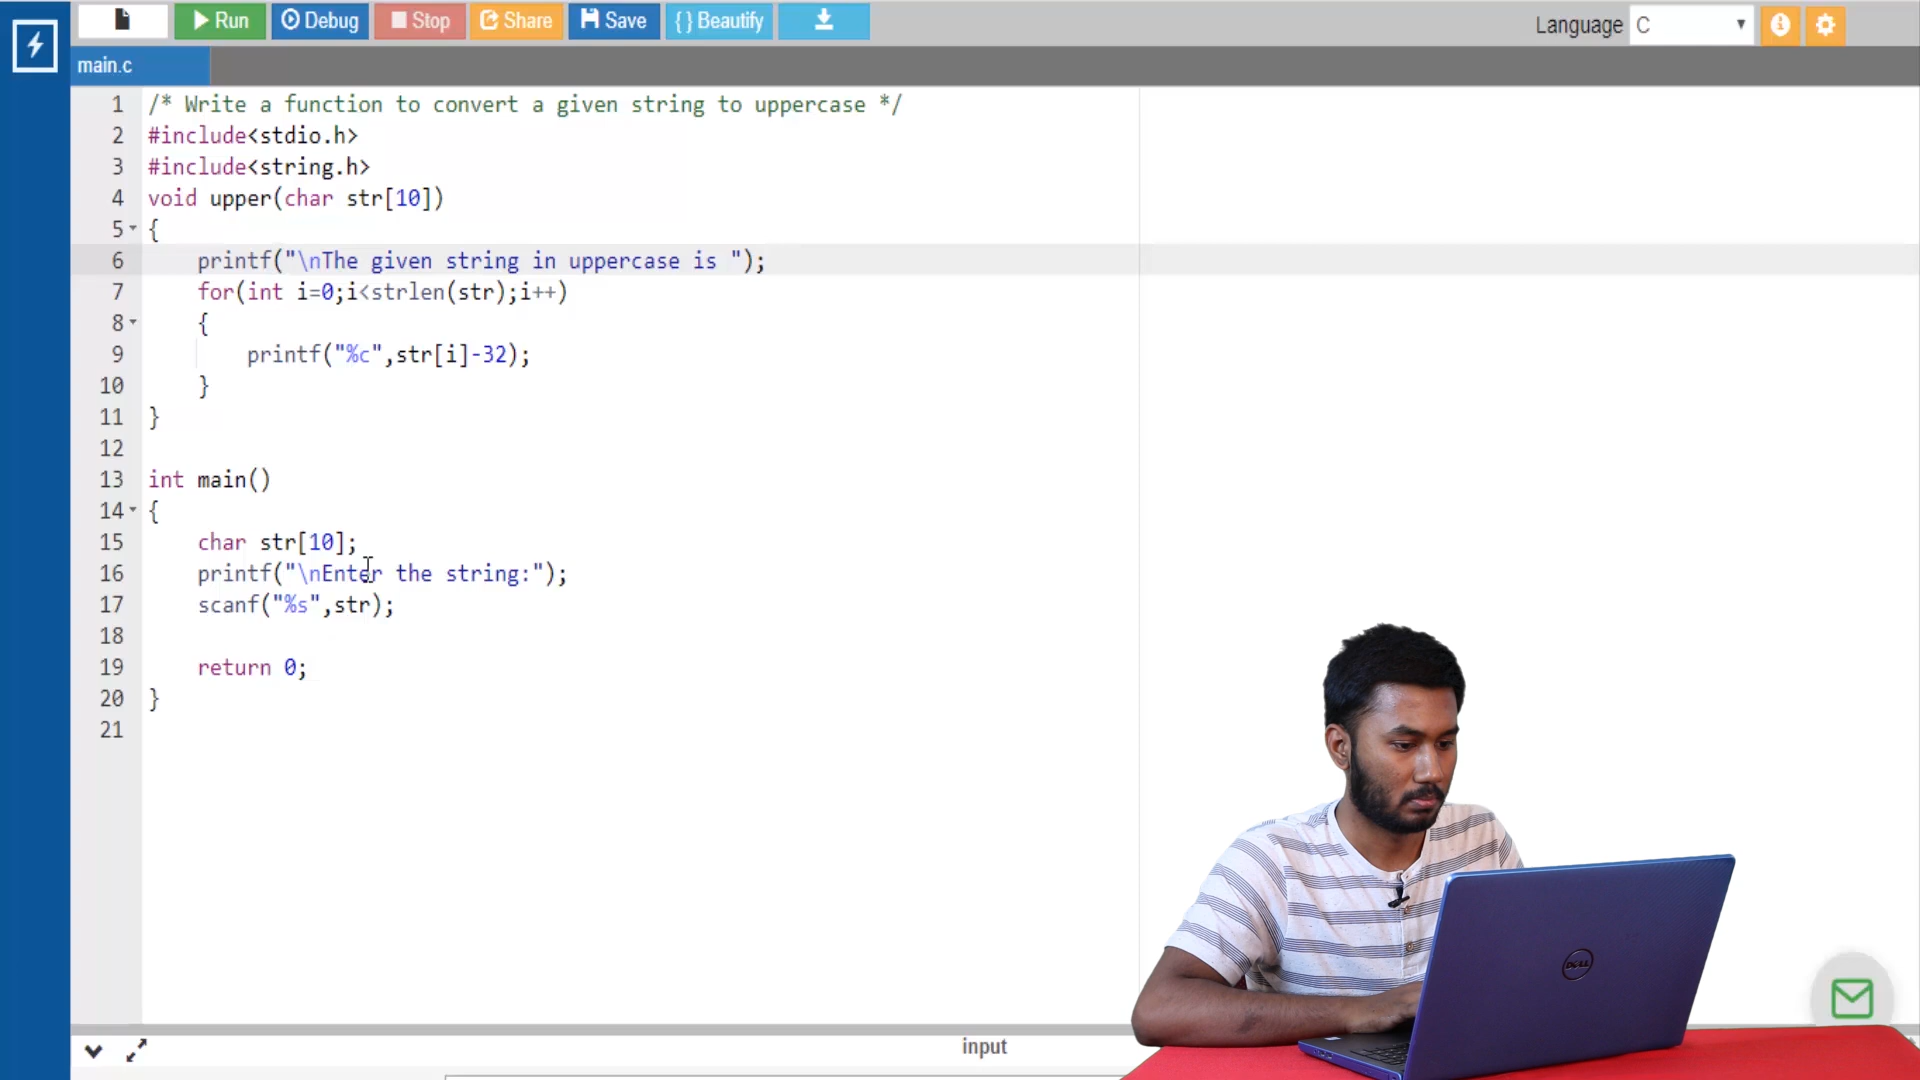 Run Debug Stop Share Save { } Beautify Language C
main.c
1 /* Write a function to convert a given string to uppercase */
2 #include<stdio.h>
3 #include<string.h>
4 void upper(char str[10])
5 {
6     printf("\nThe given string in uppercase is ");
7     for(int i=0;i<strlen(str);i++)
8     {
9         printf("%c",str[i]-32);
10     }
11 }
12
13 int main()
14 {
15     char str[10];
16     printf("\nEnter the string:");
17     scanf("%s",str);
18
19     return 0;
20 }
21
DELL
input